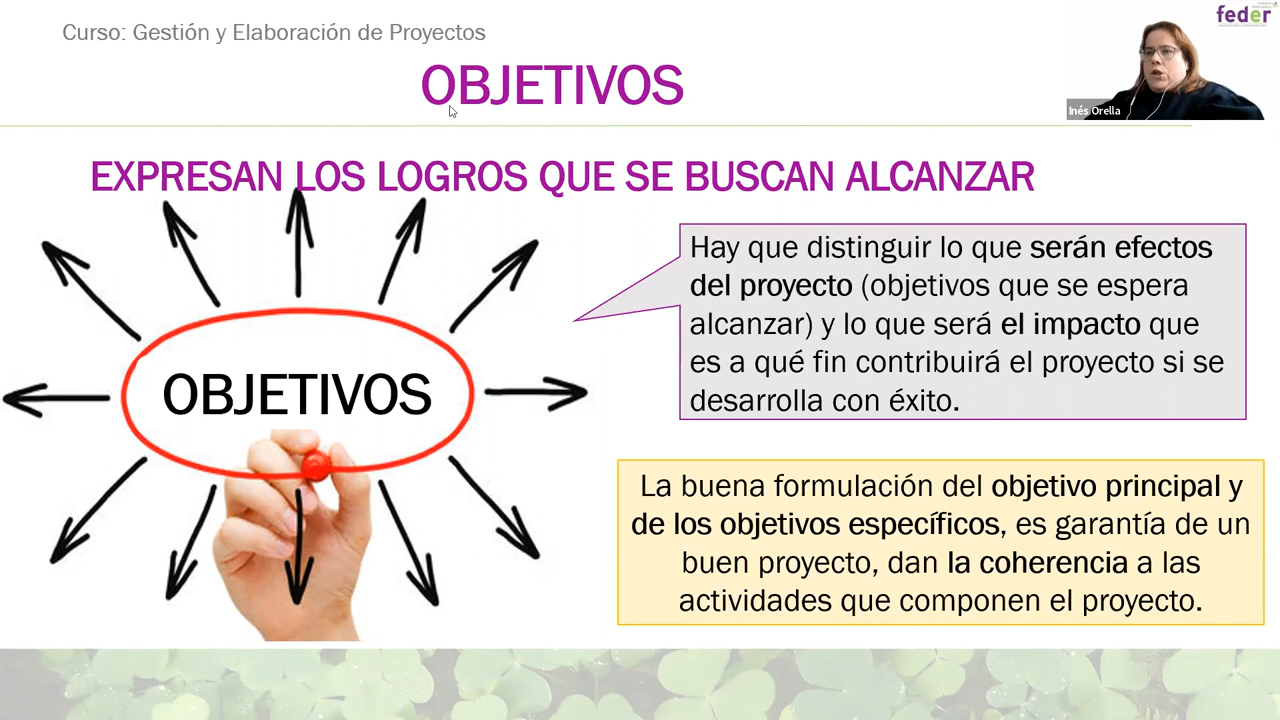 Curso: Gestión y Elaboración de Proyectos
feder
Inés Orella
OBJETIVOS
EXPRESAN LOS LOGROS QUE SE BUSCAN ALCANZAR
Hay que distinguir lo que serán efectos
del proyecto (objetivos que se espera
alcanzar) y lo que será el impacto que
es a qué fin contribuirá el proyecto si se
desarrolla con éxito.
OBJETIVOS
La buena formulación del objetivo principal y
de los objetivos específicos, es garantía de un
buen proyecto, dan la coherencia a las
actividades que componen el proyecto.